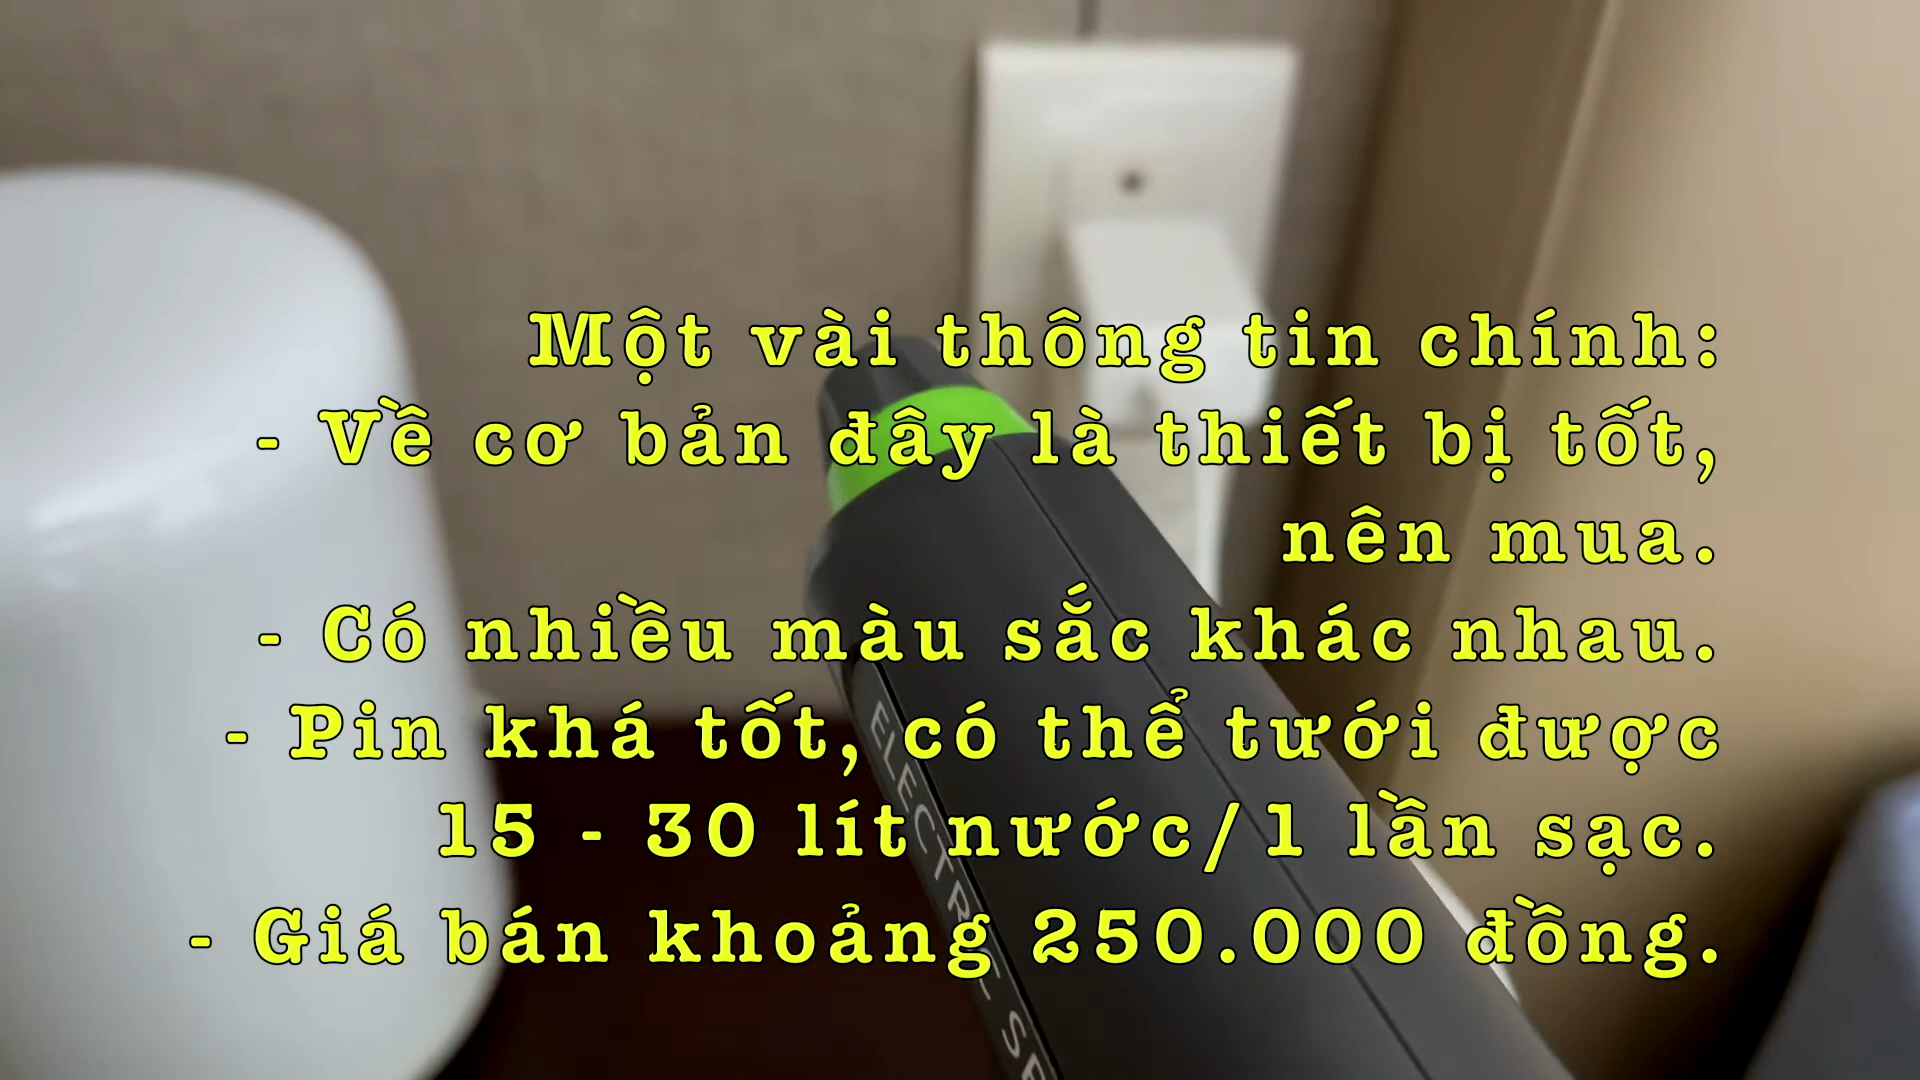 Một vài thông tin chính:
- Về cơ bản đây là thiết bị tốt,
nên mua.
- Có nhiều màu sắc khác nhau.
- Pin khá tốt, có thể tưới được
15 - 30 lít nước/1 lần sạc.
- Giá bán khoảng 250.000 đồng.